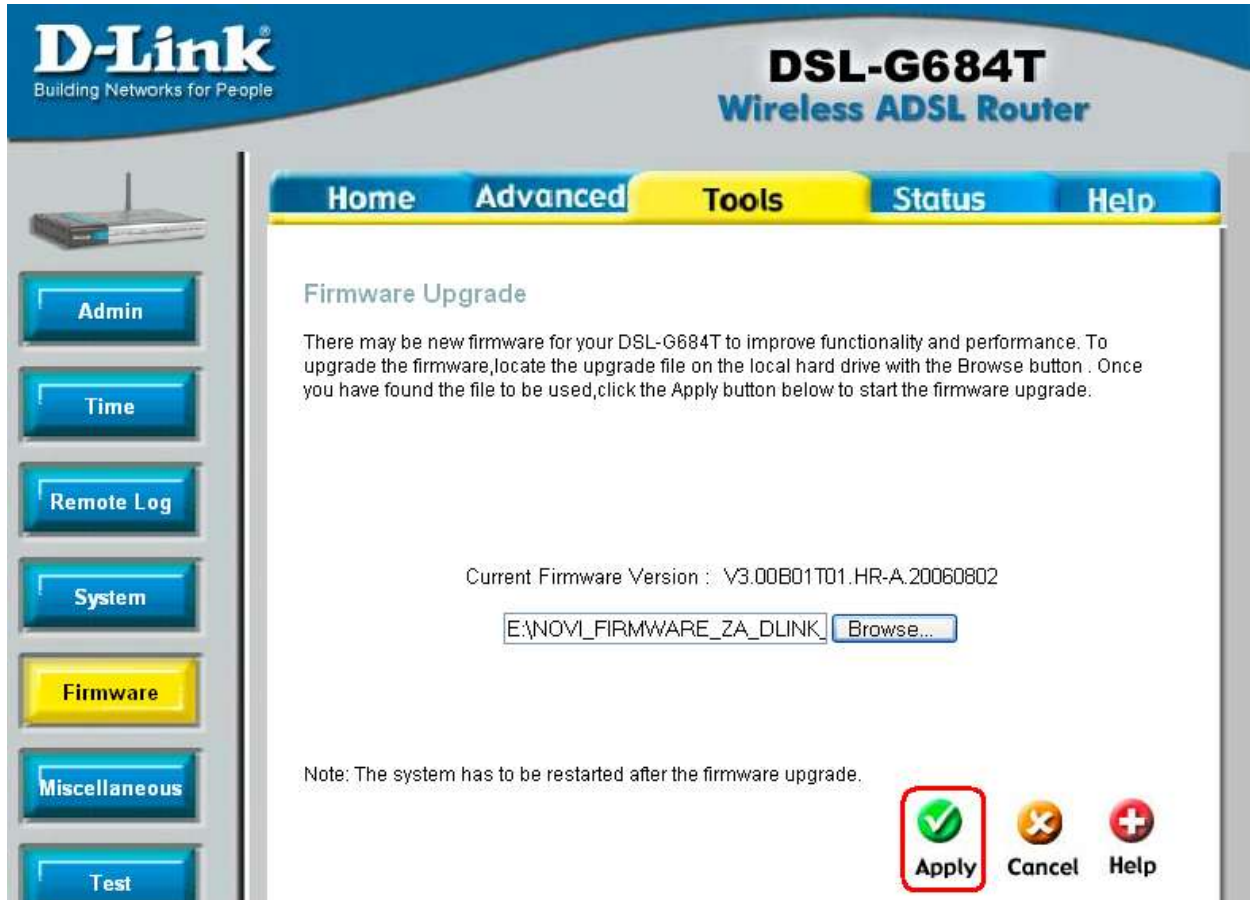 D-Link
Building Networks for People
DSL-G684T
Wireless ADSL Router
Home Advanced Tools Status Help
Admin
Time
Remote Log
System
Firmware
Miscellaneous
Test
Firmware Upgrade
There may be new firmware for your DSL-G684T to improve functionality and performance. To
upgrade the firmware,locate the upgrade file on the local hard drive with the Browse button . Once
you have found the file to be used,click the Apply button below to start the firmware upgrade.
Current Firmware Version : V3.00B01T01.HR-A.20060802
E:\NOVI_FIRMWARE_ZA_DLINK_ Browse...
Note: The system has to be restarted after the firmware upgrade.
Apply Cancel Help